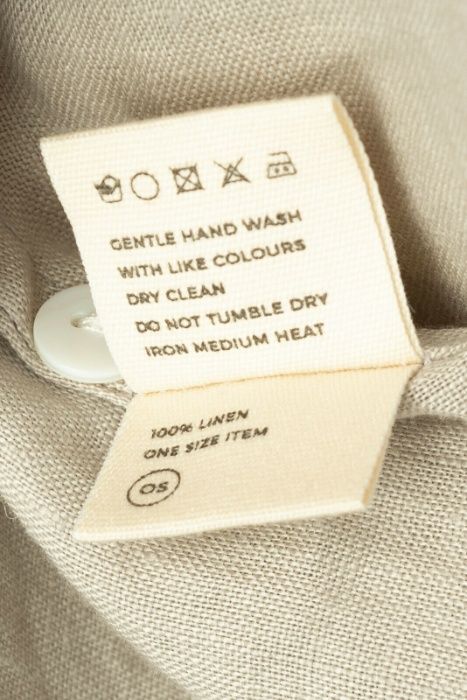 GENTLE HAND WASH
WITH LIKE COLOURS
DRY CLEAN
DO NOT TUMBLE DRY
IRON MEDIUM HEAT
100% LINEN
ONE SIZE ITEM
OS